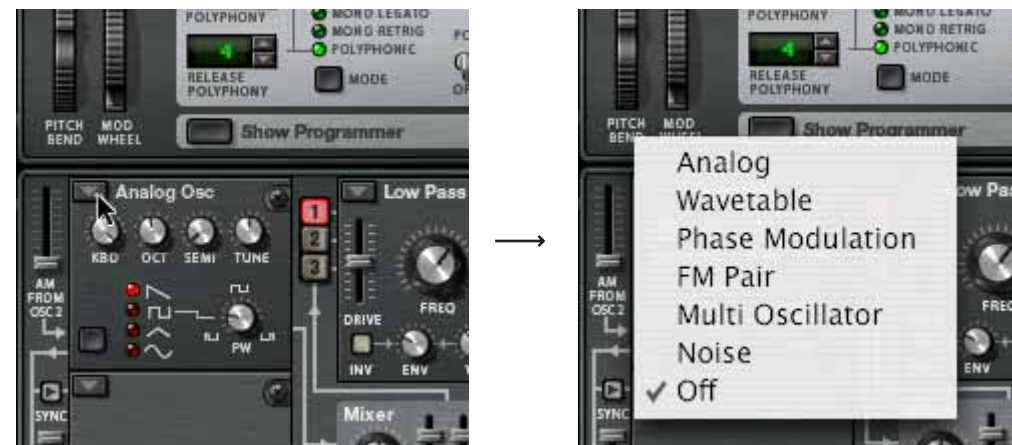 POLYPHONY
MONO LEGATO
MONO RETRIG
POLYPHONIC
4
RELEASE
POLYPHONY
MODE
PITCH
BEND
MOD
WHEEL
Show Programmer
Analog Osc
KBD
OCT
SEMI
TUNE
1
2
3
Low Pass
AM
FROM
OSC 2
PW
DRIVE
FREQ
INV
ENV
SYNC
Mixer
POLYPHONY
MONO LEGATO
MONO RETRIG
POLYPHONIC
4
RELEASE
POLYPHONY
MODE
PITCH
MOD
Show Programmer
Analog
Wavetable
Phase Modulation
FM Pair
Multi Oscillator
Noise
✓ Off
AM
FROM
OSC 2
ENV
SYNC